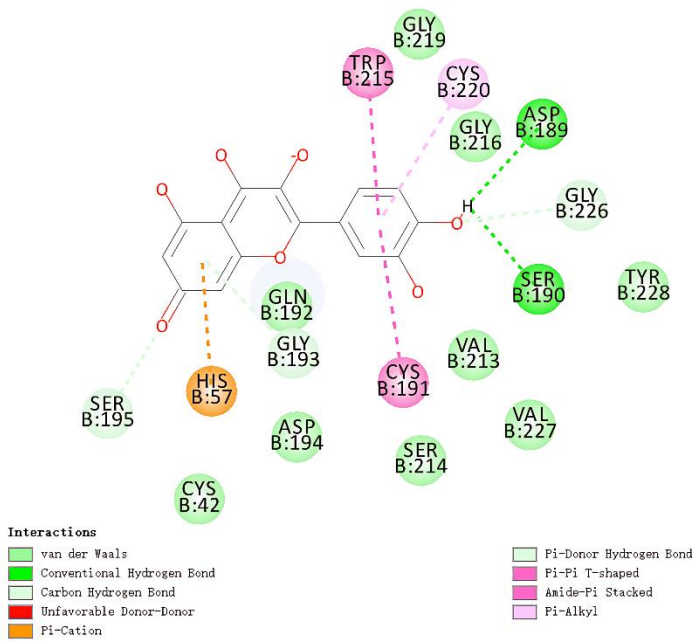 GLY
B:219
TRP
B:215
CYS
B:220
ASP
B:189
GLY
B:216
O
O
-O
O
H
O
GLY
B:226
O
O
O
SER
B:190
TYR
B:228
GLN
B:192
GLY
B:193
VAL
B:213
HIS
B:57
CYS
B:191
SER
B:195
ASP
B:194
VAL
B:227
SER
B:214
CYS
B:42
Interactions
van der Waals
Conventional Hydrogen Bond
Carbon Hydrogen Bond
Unfavorable Donor-Donor
Pi-Cation
Pi-Donor Hydrogen Bond
Pi-Pi T-shaped
Amide-Pi Stacked
Pi-Alkyl